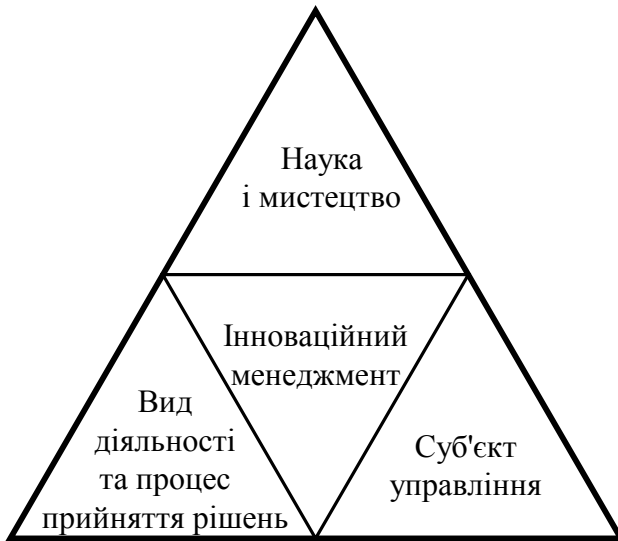 Наука
і мистецтво
Інноваційний
менеджмент
Вид
діяльності
та процес
прийняття рішень
Суб'єкт
управління